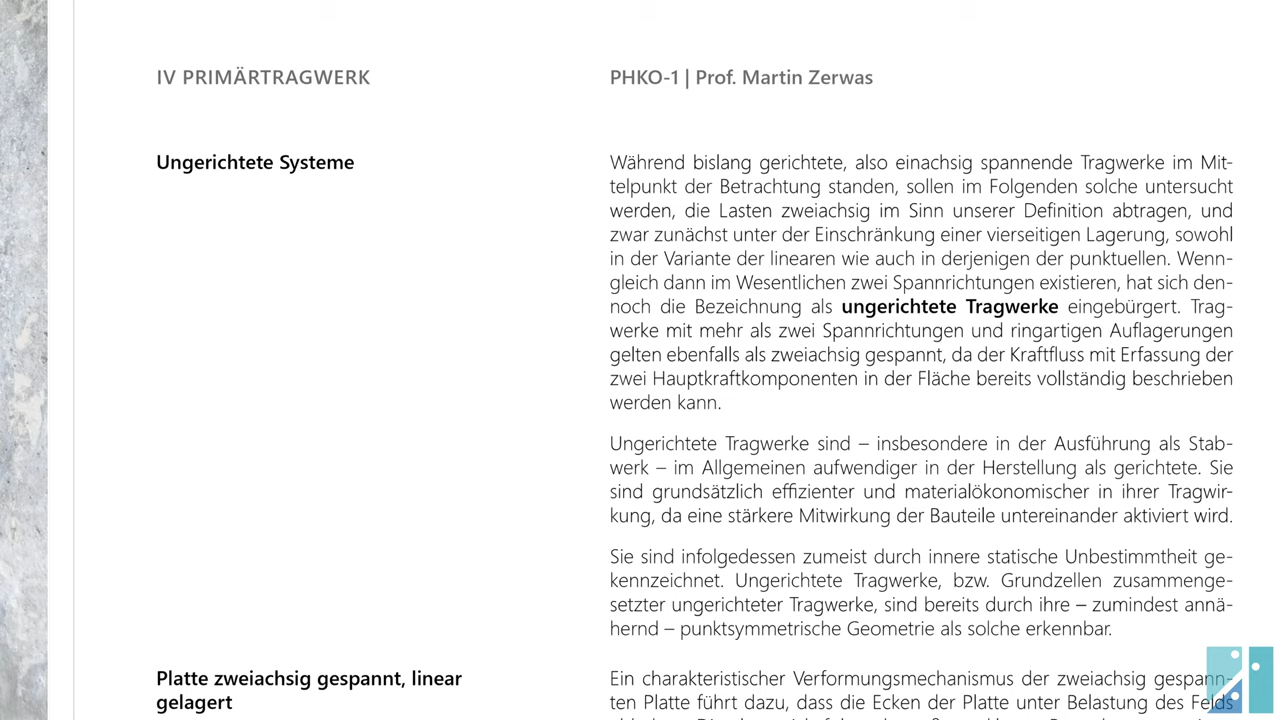 IV PRIMÄRTRAGWERK
PHKO-1 | Prof. Martin Zerwas
Ungerichtete Systeme
Während bislang gerichtete, also einachsig spannende Tragwerke im Mit-
telpunkt der Betrachtung standen, sollen im Folgenden solche untersucht
werden, die Lasten zweiachsig im Sinn unserer Definition abtragen, und
zwar zunächst unter der Einschränkung einer vierseitigen Lagerung, sowohl
in der Variante der linearen wie auch in derjenigen der punktuellen. Wenn-
gleich dann im Wesentlichen zwei Spannrichtungen existieren, hat sich den-
noch die Bezeichnung als ungerichtete Tragwerke eingebürgert. Trag-
werke mit mehr als zwei Spannrichtungen und ringartigen Auflagerungen
gelten ebenfalls als zweiachsig gespannt, da der Kraftfluss mit Erfassung der
zwei Hauptkraftkomponenten in der Fläche bereits vollständig beschrieben
werden kann.
Ungerichtete Tragwerke sind – insbesondere in der Ausführung als Stab-
werk – im Allgemeinen aufwendiger in der Herstellung als gerichtete. Sie
sind grundsätzlich effizienter und materialökonomischer in ihrer Tragwir-
kung, da eine stärkere Mitwirkung der Bauteile untereinander aktiviert wird.
Sie sind infolgedessen zumeist durch innere statische Unbestimmtheit ge-
kennzeichnet. Ungerichtete Tragwerke, bzw. Grundzellen zusammenge-
setzter ungerichteter Tragwerke, sind bereits durch ihre – zumindest annä-
hernd – punktsymmetrische Geometrie als solche erkennbar.
Platte zweiachsig gespannt, linear
gelagert
Ein charakteristischer Verformungsmechanismus der zweiachsig gespann-
ten Platte führt dazu, dass die Ecken der Platte unter Belastung des Felds